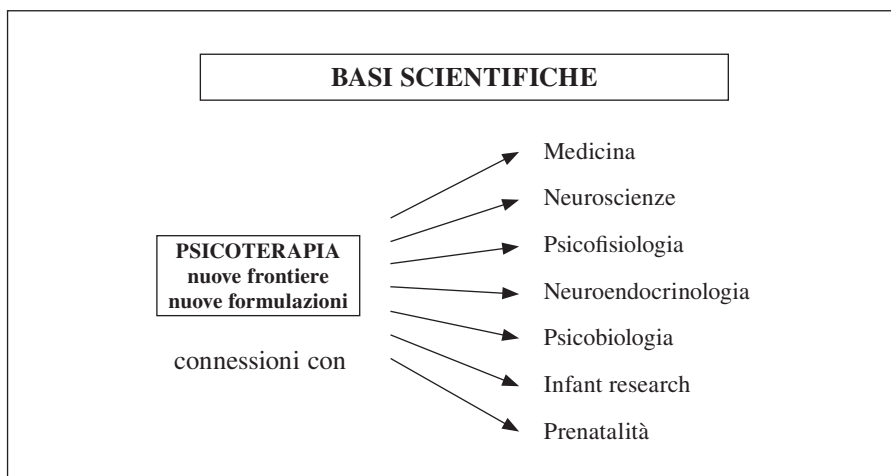 BASI SCIENTIFICHE
Medicina
Neuroscienze
PSICOTERAPIA
nuove frontiere
nuove formulazioni
Psicofisiologia
Neuroendocrinologia
Psicobiologia
connessioni con
Infant research
Prenatalità